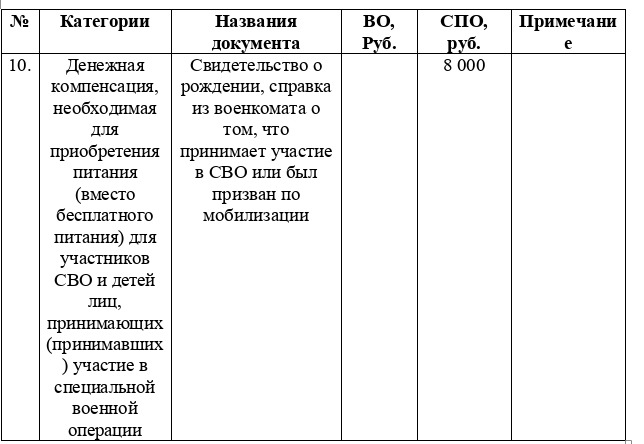 № Категории Названия документа ВО, Руб. СПО, руб. Примечани е
10. Денежная Свидетельство о 8 000
компенсация, рождении, справка
необходимая из военкомата о
для том, что
приобретения принимает участие
питания в СВО или был
(вместо призван по
бесплатного мобилизации
питания) для
участников
СВО и детей
лиц,
принимающих
(принимавших
) участие в
специальной
военной
операции